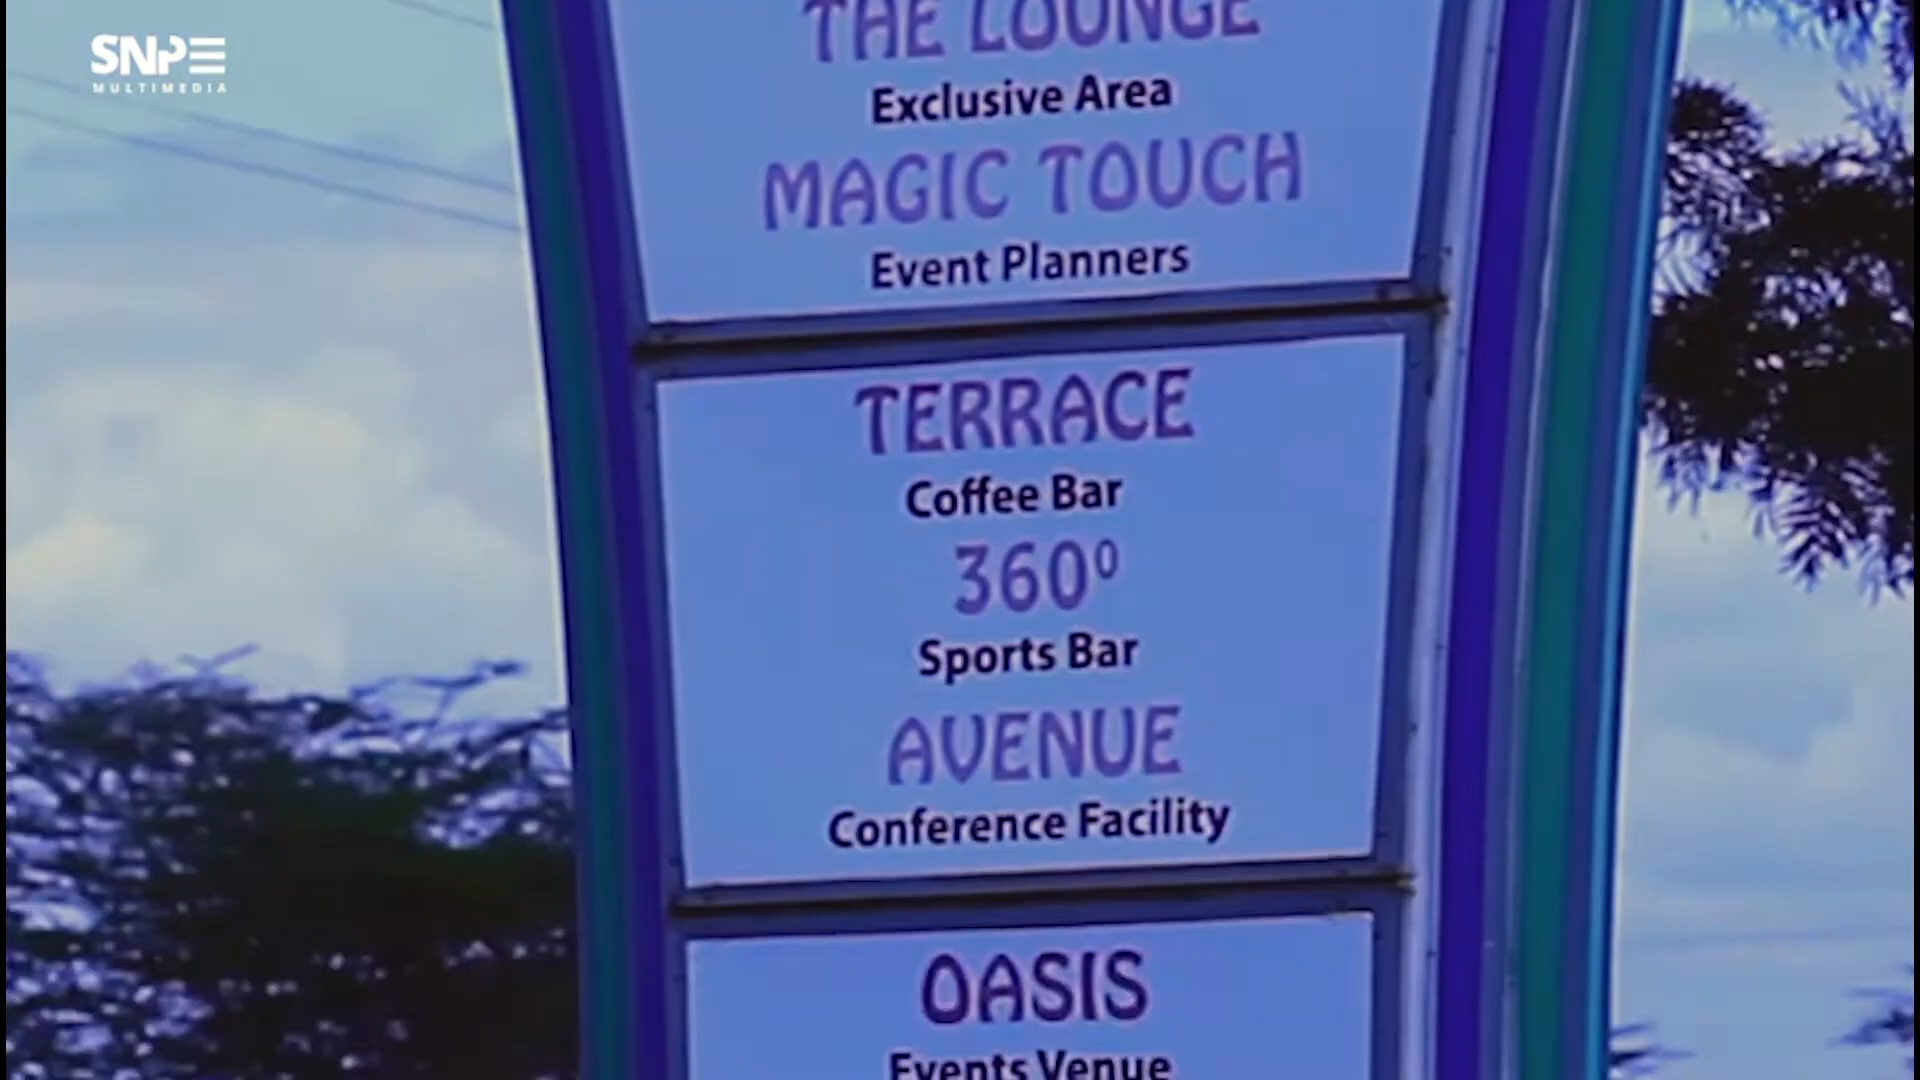 SNPE
MULTIMEDIA
THE LOUNGE
Exclusive Area
MAGIC TOUCH
Event Planners
TERRACE
Coffee Bar
360⁰
Sports Bar
AVENUE
Conference Facility
OASIS
Events Venue